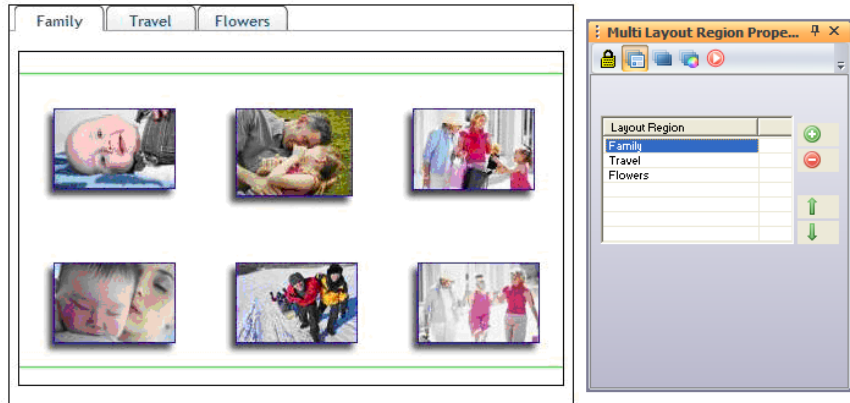 Family Travel Flowers
Multi Layout Region Prope...
Layout Region
Family
Travel
Flowers